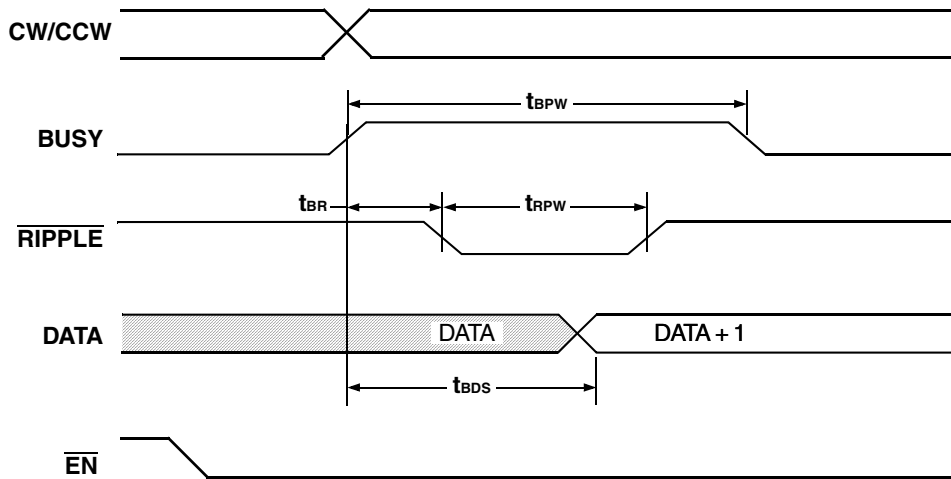 CW/CCW
tBPW
BUSY
tBR
tRPW
RIPPLE
DATA
DATA
DATA + 1
tBDS
EN